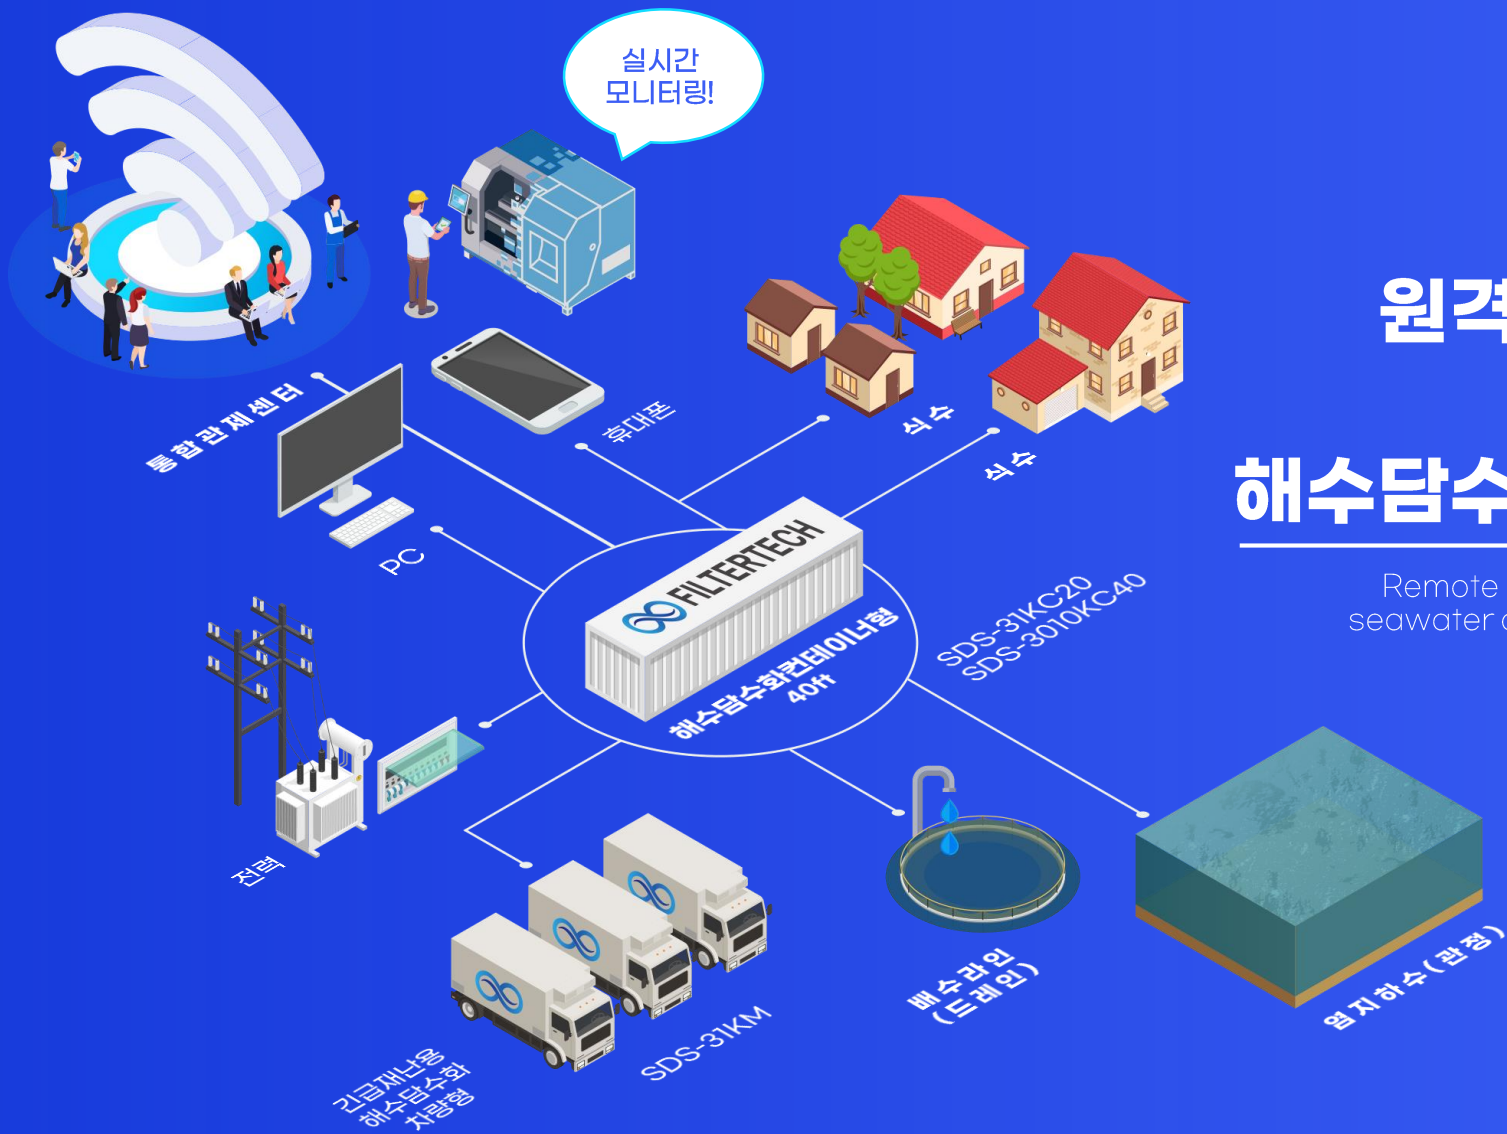 실시간
모니터링!
통합관제센터
휴대폰
PC
식수
식수
원격
해수담수
Remote
seawater
FILTERTECH
해수담수화컨테이너형
40ft
SDS-31KC20
SDS-3010KC40
전력
긴급재난용
해수담수화
차량형
SDS-31KM
배수라인
(드레인)
염지하수(관정)